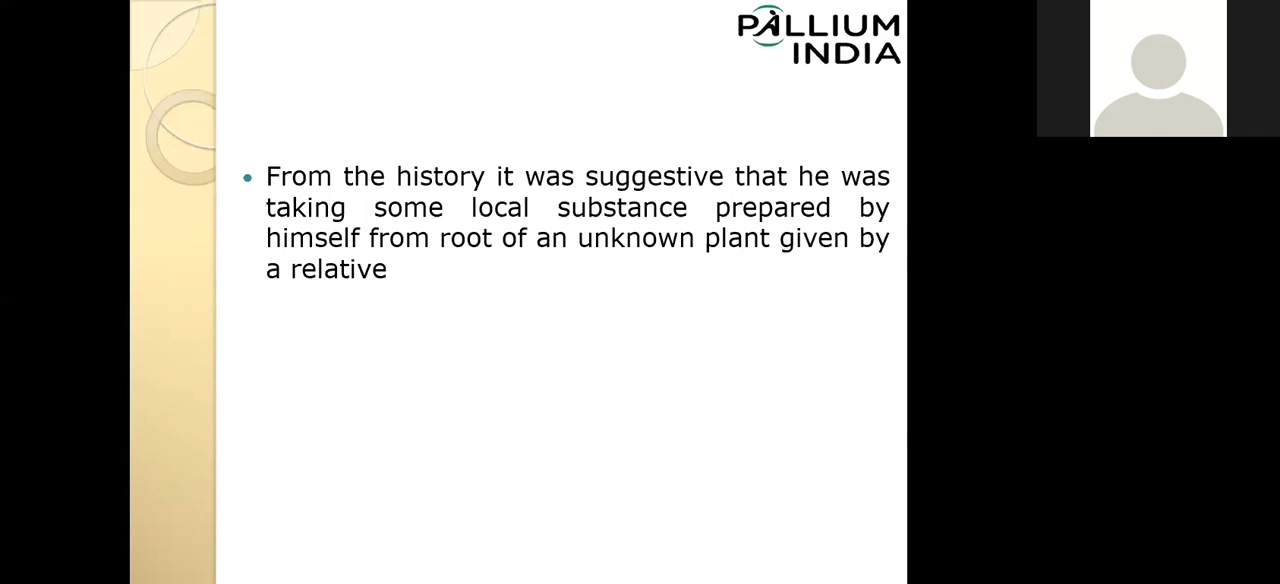 PALLIUM
INDIA
• From the history it was suggestive that he was
taking some local substance prepared by
himself from root of an unknown plant given by
a relative